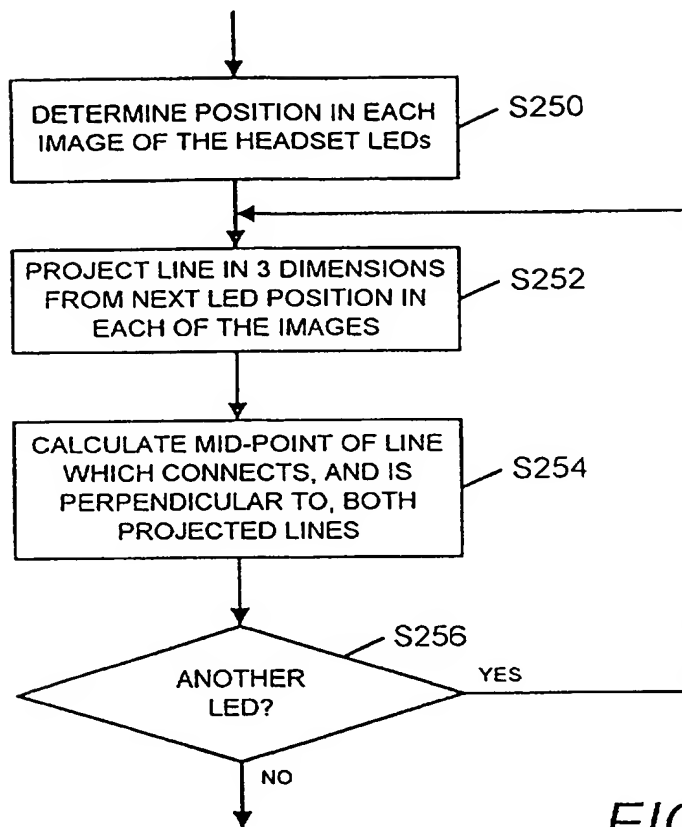 DETERMINE POSITION IN EACH
IMAGE OF THE HEADSET LEDs
S250
PROJECT LINE IN 3 DIMENSIONS
FROM NEXT LED POSITION IN
EACH OF THE IMAGES
S252
CALCULATE MID-POINT OF LINE
WHICH CONNECTS, AND IS
PERPENDICULAR TO, BOTH
PROJECTED LINES
S254
S256
ANOTHER
LED?
YES
NO
FIG